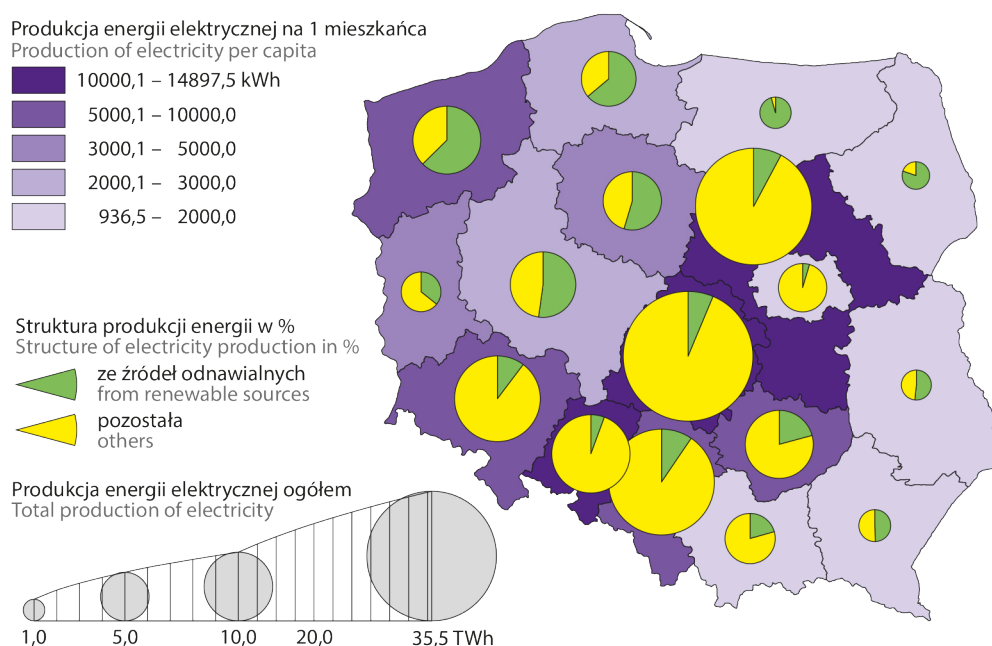 Produkcja energii elektrycznej na 1 mieszkańca
Production of electricity per capita
10000,1 – 14897,5 kWh
5000,1 – 10000,0
3000,1 – 5000,0
2000,1 – 3000,0
936,5 – 2000,0
Struktura produkcji energii w %
Structure of electricity production in %
ze źródeł odnawialnych
from renewable sources
pozostała
others
Produkcja energii elektrycznej ogółem
Total production of electricity
1,0 5,0 10,0 20,0 35,5 TWh